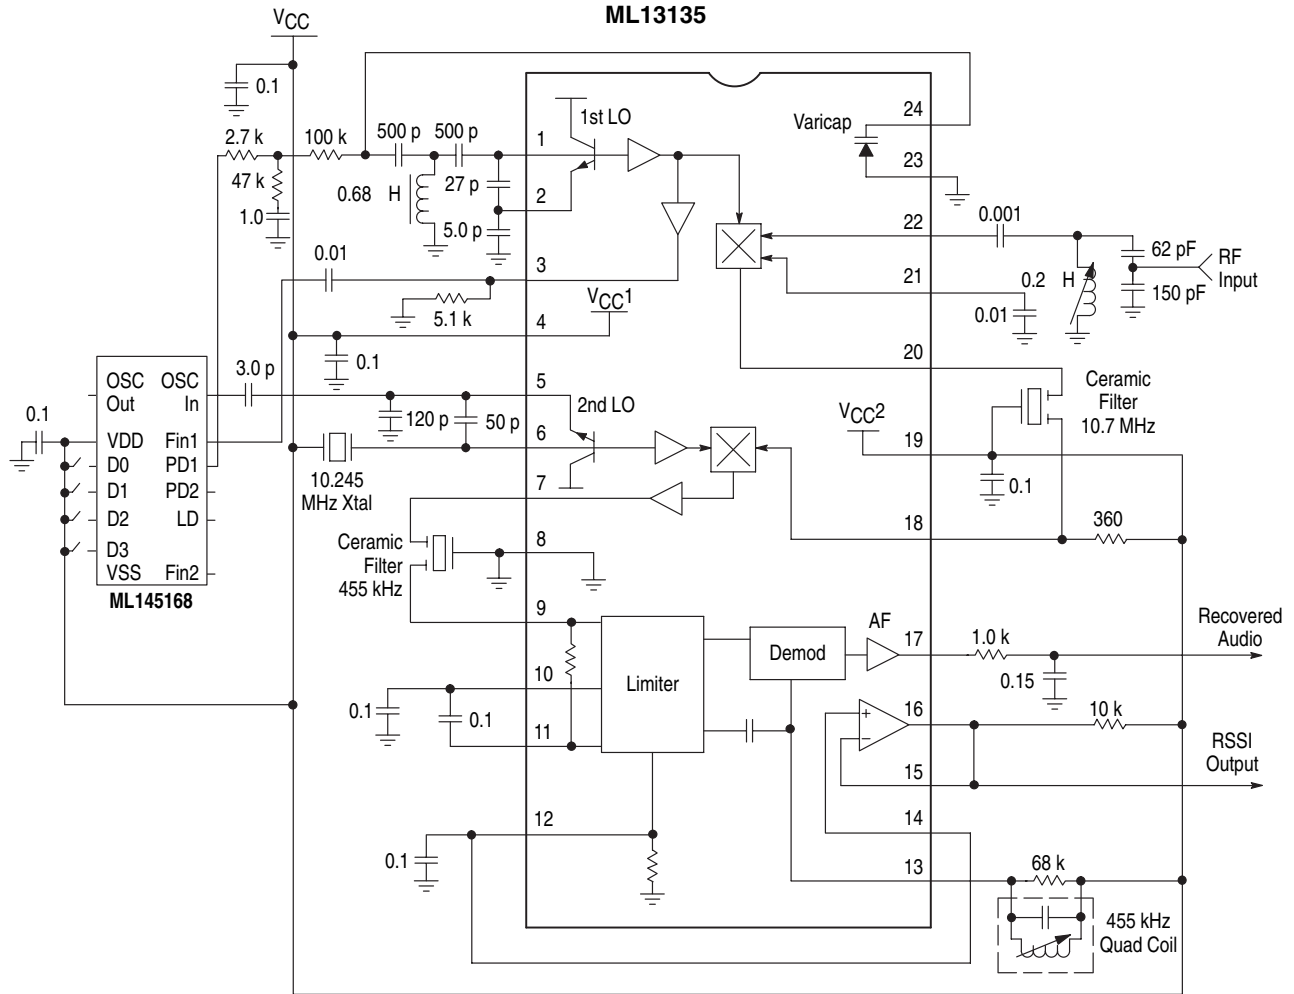 ML13135
VCC
0.1
2.7 k
100 k
500 p
500 p
47 k
1.0
0.68
H
27 p
5.0 p
0.01
5.1 k
1
2
3
4
5
6
7
8
9
10
11
12
1st LO
VCC1
0.1
Varicap
24
23
22
21
20
19
18
17
16
15
14
13
0.001
62 pF
150 pF
RF
Input
0.2
H
0.01
Ceramic
Filter
10.7 MHz
VCC2
0.1
360
3.0 p
120 p
50 p
2nd LO
10.245
MHz Xtal
0.1
OSC
Out
OSC
In
VDD
Fin1
D0
PD1
D1
PD2
D2
LD
D3
VSS
Fin2
ML145168
Ceramic
Filter
455 kHz
Limiter
Demod
AF
1.0 k
0.15
Recovered
Audio
+
–
10 k
RSSI
Output
0.1
0.1
0.1
68 k
455 kHz
Quad Coil